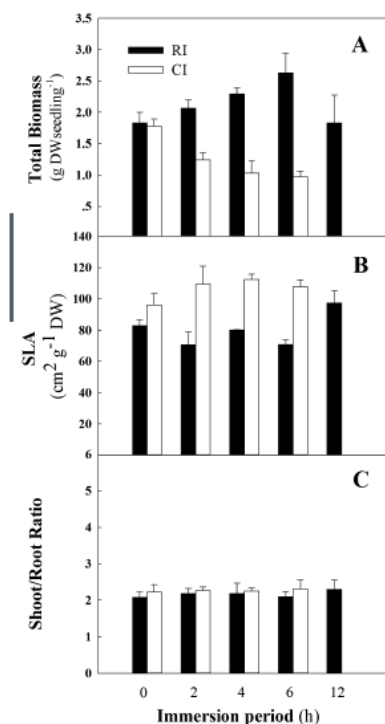 3.5
3.0
2.5
2.0
1.5
1.0
.5
Total Biomass
(g DWseedling⁻¹)
RI
CI
A
140
120
100
80
60
40
20
SLA
(cm² g⁻¹ DW)
B
6
5
4
3
2
1
0
Shoot/Root Ratio
C
0 2 4 6 12
Immersion period (h)